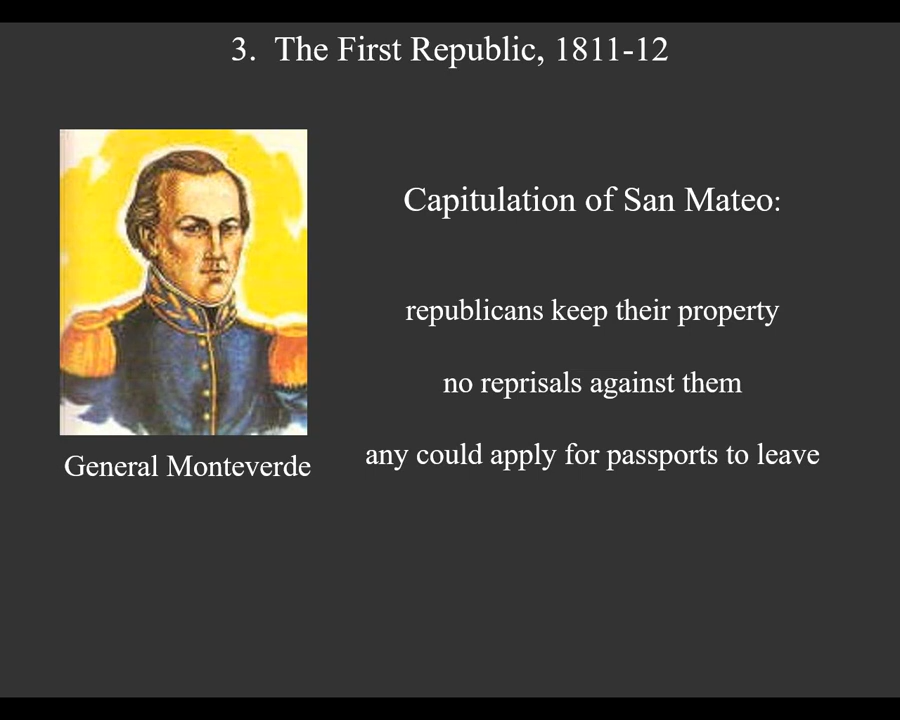 3. The First Republic, 1811-12
Capitulation of San Mateo:
republicans keep their property
no reprisals against them
any could apply for passports to leave
General Monteverde